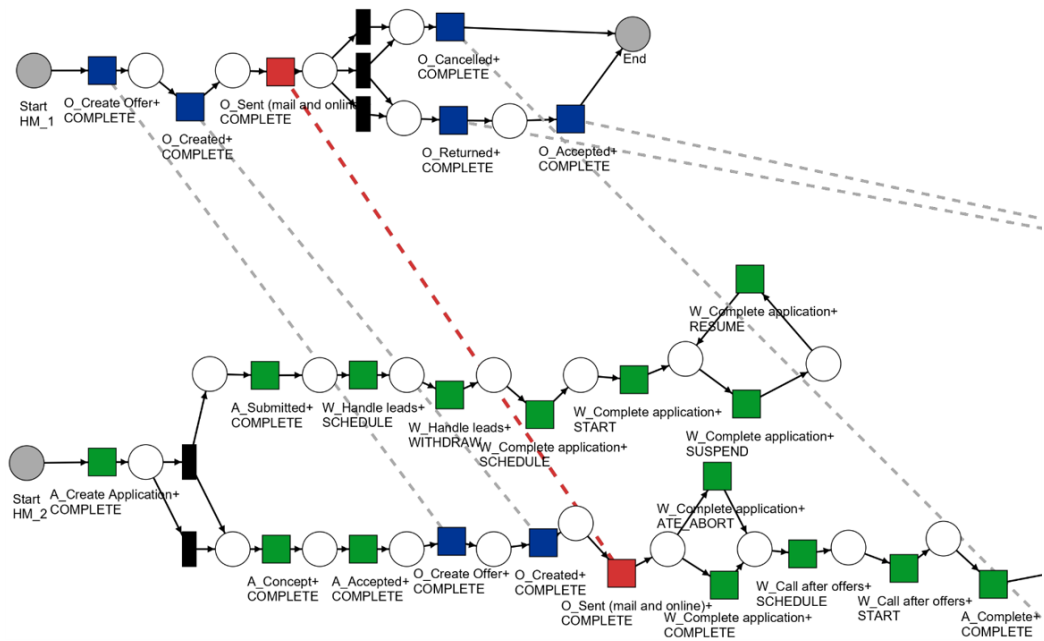 O_Cancelled+
COMPLETE
End
Start
HM_1
O_Create Offer+
COMPLETE
O_Sent (mail and online)
COMPLETE
O_Created+
COMPLETE
O_Returned+
COMPLETE
O_Accepted+
COMPLETE
W_Complete application+
RESUME
A_Submitted+
COMPLETE
W_Handle leads+
SCHEDULE
W_Handle leads+
WITHDRAW
W_Complete application+
SCHEDULE
W_Complete application+
START
W_Complete application+
SUSPEND
Start
HM_2
A_Create Application+
COMPLETE
W_Complete application+
ATE_ABORT
A_Concept+
COMPLETE
A_Accepted+
COMPLETE
O_Create Offer+
COMPLETE
O_Created+
COMPLETE
O_Sent (mail and online)+
COMPLETE
W_Complete application+
COMPLETE
W_Call after offers+
SCHEDULE
W_Call after offers+
START
A_Complete+
COMPLETE